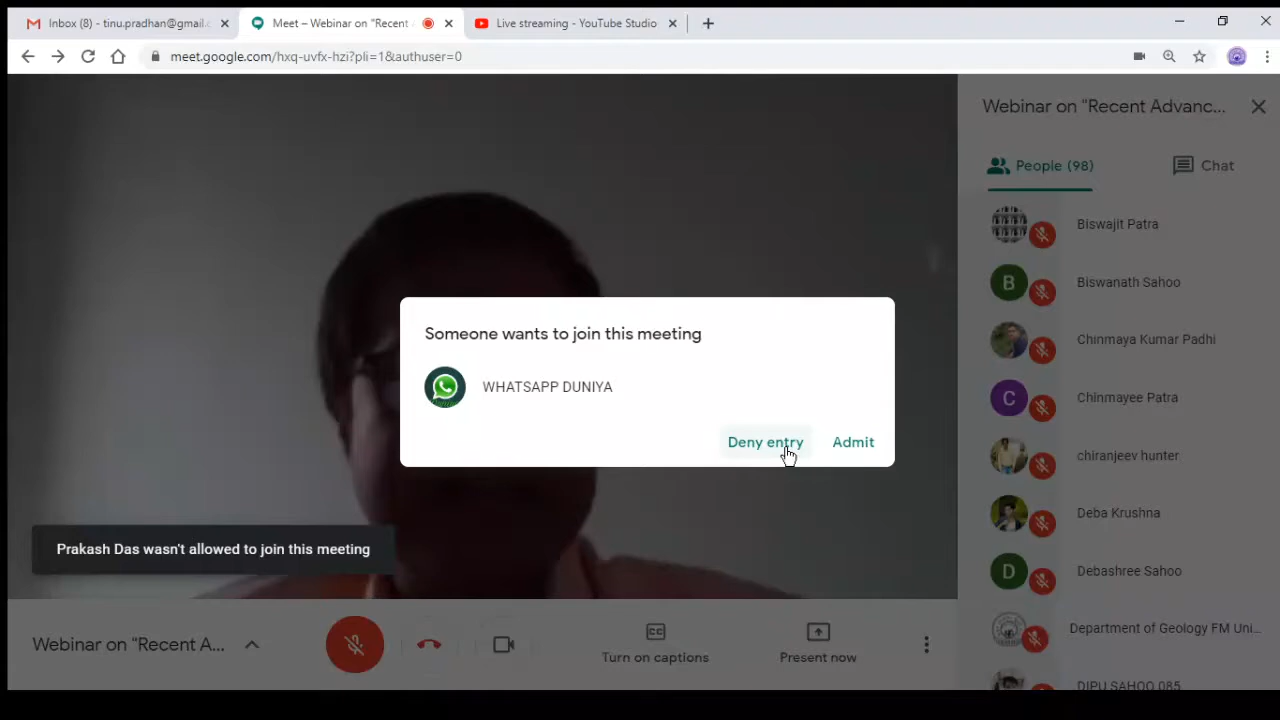 Inbox (8) - tinu.pradhan@gmail.c
Meet – Webinar on "Recent
Live streaming - YouTube Studio
meet.google.com/hxq-uvfx-hzi?pli=1&authuser=0
Webinar on "Recent Advanc...
People (98)
Chat
Biswajit Patra
B
Biswanath Sahoo
Chinmaya Kumar Padhi
C
Chinmayee Patra
chiranjeev hunter
Deba Krushna
D
Debashree Sahoo
Department of Geology FM Uni...
DIPU SAHOO 085
Someone wants to join this meeting
WHATSAPP DUNIYA
Deny entry
Admit
Prakash Das wasn't allowed to join this meeting
Webinar on "Recent A...
CC
Turn on captions
Present now